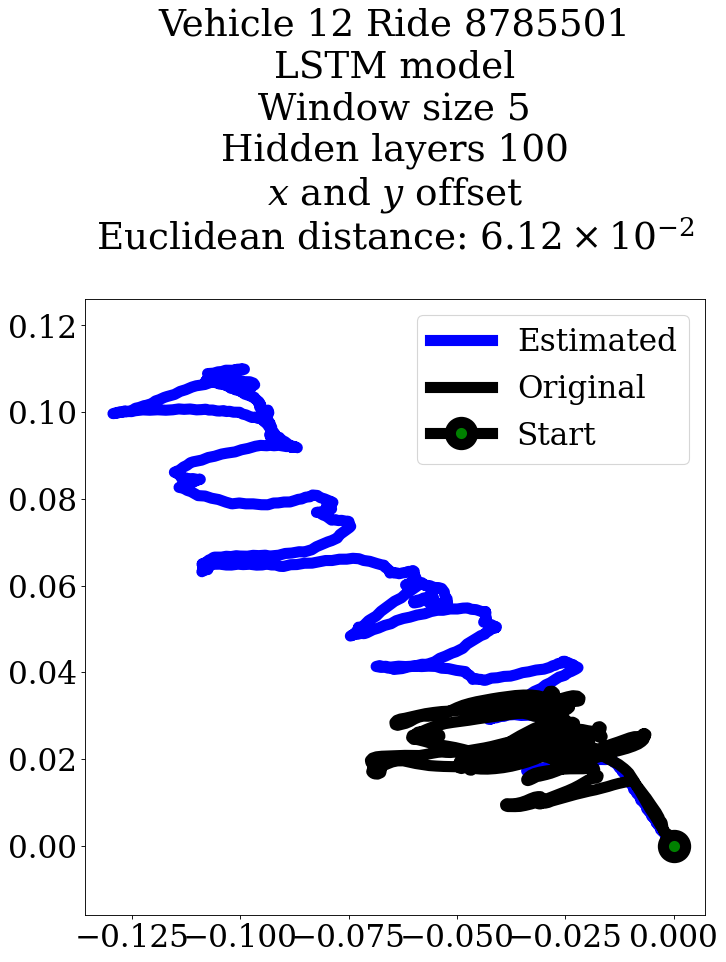 Vehicle 12 Ride 8785501
LSTM model
Window size 5
Hidden layers 100
x and y offset
Euclidean distance: 6.12 × 10⁻²
Estimated
Original
Start
0.12
0.10
0.08
0.06
0.04
0.02
0.00
−0.125 −0.100 −0.075 −0.050 −0.025 0.000